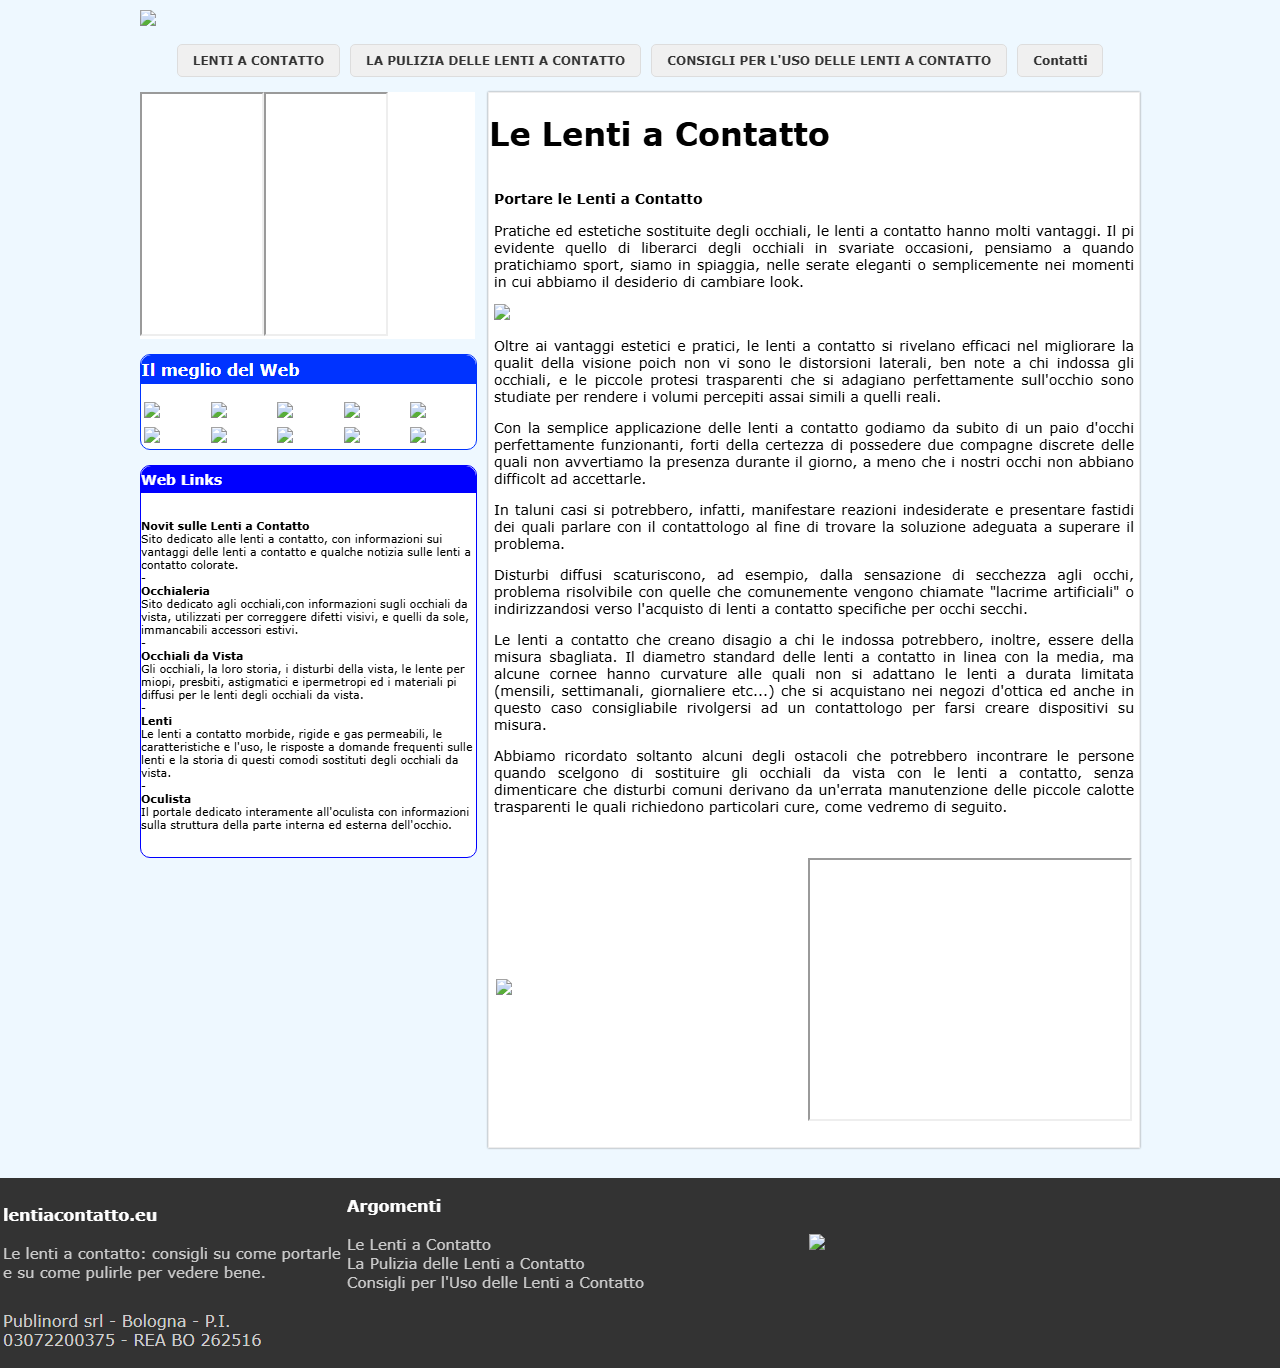 LENTI A CONTATTO
LA PULIZIA DELLE LENTI A CONTATTO
CONSIGLI PER L'USO DELLE LENTI A CONTATTO
Contatti
Il meglio del Web
Web Links
Novit sulle Lenti a Contatto
Sito dedicato alle lenti a contatto, con informazioni sui
vantaggi delle lenti a contatto e qualche notizia sulle lenti a
contatto colorate.
-
Occhialeria
Sito dedicato agli occhiali,con informazioni sugli occhiali da
vista, utilizzati per correggere difetti visivi, e quelli da sole,
immancabili accessori estivi.
-
Occhiali da Vista
Gli occhiali, la loro storia, i disturbi della vista, le lente per
miopi, presbiti, astigmatici e ipermetropi ed i materiali pi
diffusi per le lenti degli occhiali da vista.
-
Lenti
Le lenti a contatto morbide, rigide e gas permeabili, le
caratteristiche e l'uso, le risposte a domande frequenti sulle
lenti e la storia di questi comodi sostituti degli occhiali da
vista.
-
Oculista
Il portale dedicato interamente all'oculista con informazioni
sulla struttura della parte interna ed esterna dell'occhio.
Le Lenti a Contatto
Portare le Lenti a Contatto
Pratiche ed estetiche sostituite degli occhiali, le lenti a contatto hanno molti vantaggi. Il pi
evidente quello di liberarci degli occhiali in svariate occasioni, pensiamo a quando
pratichiamo sport, siamo in spiaggia, nelle serate eleganti o semplicemente nei momenti
in cui abbiamo il desiderio di cambiare look.
Oltre ai vantaggi estetici e pratici, le lenti a contatto si rivelano efficaci nel migliorare la
qualit della visione poich non vi sono le distorsioni laterali, ben note a chi indossa gli
occhiali, e le piccole protesi trasparenti che si adagiano perfettamente sull'occhio sono
studiate per rendere i volumi percepiti assai simili a quelli reali.
Con la semplice applicazione delle lenti a contatto godiamo da subito di un paio d'occhi
perfettamente funzionanti, forti della certezza di possedere due compagne discrete delle
quali non avvertiamo la presenza durante il giorno, a meno che i nostri occhi non abbiano
difficolt ad accettarle.
In taluni casi si potrebbero, infatti, manifestare reazioni indesiderate e presentare fastidi
dei quali parlare con il contattologo al fine di trovare la soluzione adeguata a superare il
problema.
Disturbi diffusi scaturiscono, ad esempio, dalla sensazione di secchezza agli occhi,
problema risolvibile con quelle che comunemente vengono chiamate "lacrime artificiali" o
indirizzandosi verso l'acquisto di lenti a contatto specifiche per occhi secchi.
Le lenti a contatto che creano disagio a chi le indossa potrebbero, inoltre, essere della
misura sbagliata. Il diametro standard delle lenti a contatto in linea con la media, ma
alcune cornee hanno curvature alle quali non si adattano le lenti a durata limitata
(mensili, settimanali, giornaliere etc...) che si acquistano nei negozi d'ottica ed anche in
questo caso consigliabile rivolgersi ad un contattologo per farsi creare dispositivi su
misura.
Abbiamo ricordato soltanto alcuni degli ostacoli che potrebbero incontrare le persone
quando scelgono di sostituire gli occhiali da vista con le lenti a contatto, senza
dimenticare che disturbi comuni derivano da un'errata manutenzione delle piccole calotte
trasparenti le quali richiedono particolari cure, come vedremo di seguito.
lentiacontatto.eu
Le lenti a contatto: consigli su come portarle
e su come pulirle per vedere bene.
Publinord srl - Bologna - P.I.
03072200375 - REA BO 262516
Argomenti
Le Lenti a Contatto
La Pulizia delle Lenti a Contatto
Consigli per l'Uso delle Lenti a Contatto